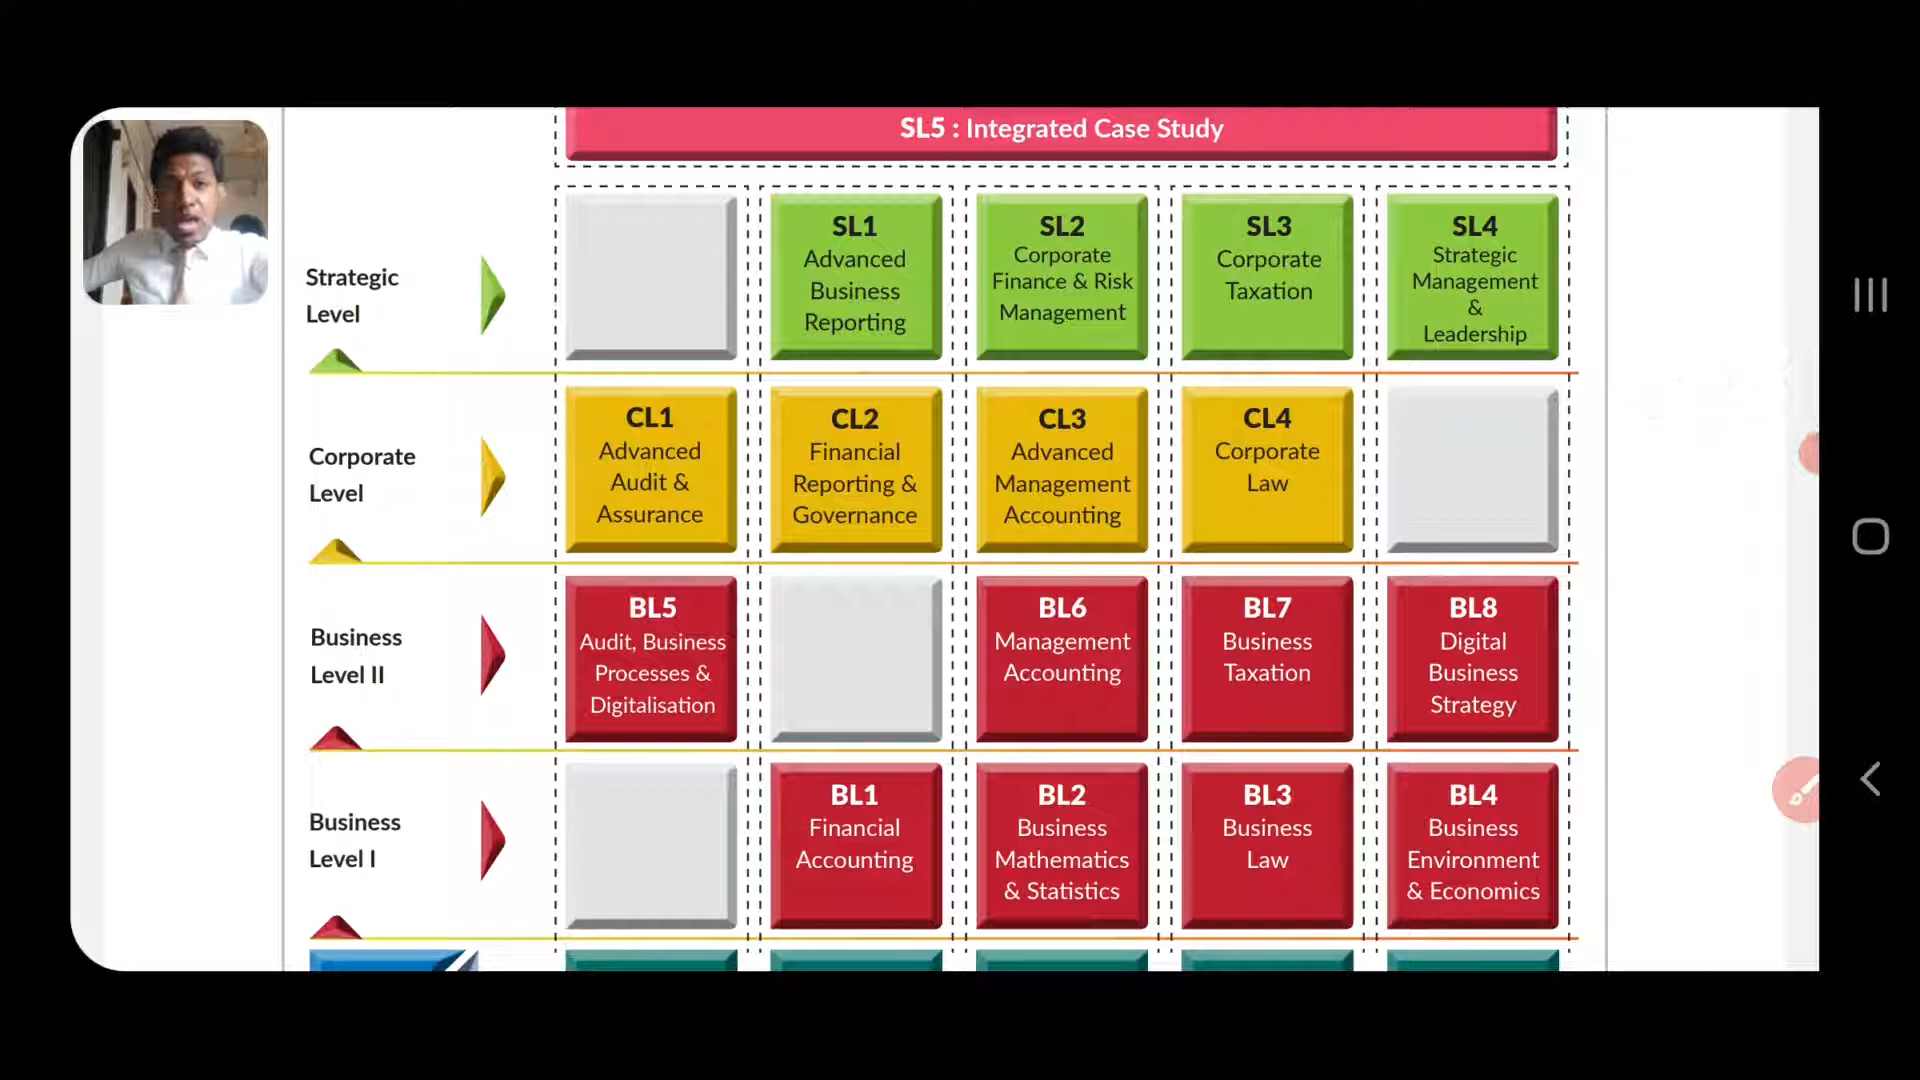 SL5 : Integrated Case Study
Strategic
Level
SL1
Advanced
Business
Reporting
SL2
Corporate
Finance & Risk
Management
SL3
Corporate
Taxation
SL4
Strategic
Management
&
Leadership
Corporate
Level
CL1
Advanced
Audit &
Assurance
CL2
Financial
Reporting &
Governance
CL3
Advanced
Management
Accounting
CL4
Corporate
Law
Business
Level II
BL5
Audit, Business
Processes &
Digitalisation
BL6
Management
Accounting
BL7
Business
Taxation
BL8
Digital
Business
Strategy
Business
Level I
BL1
Financial
Accounting
BL2
Business
Mathematics
& Statistics
BL3
Business
Law
BL4
Business
Environment
& Economics